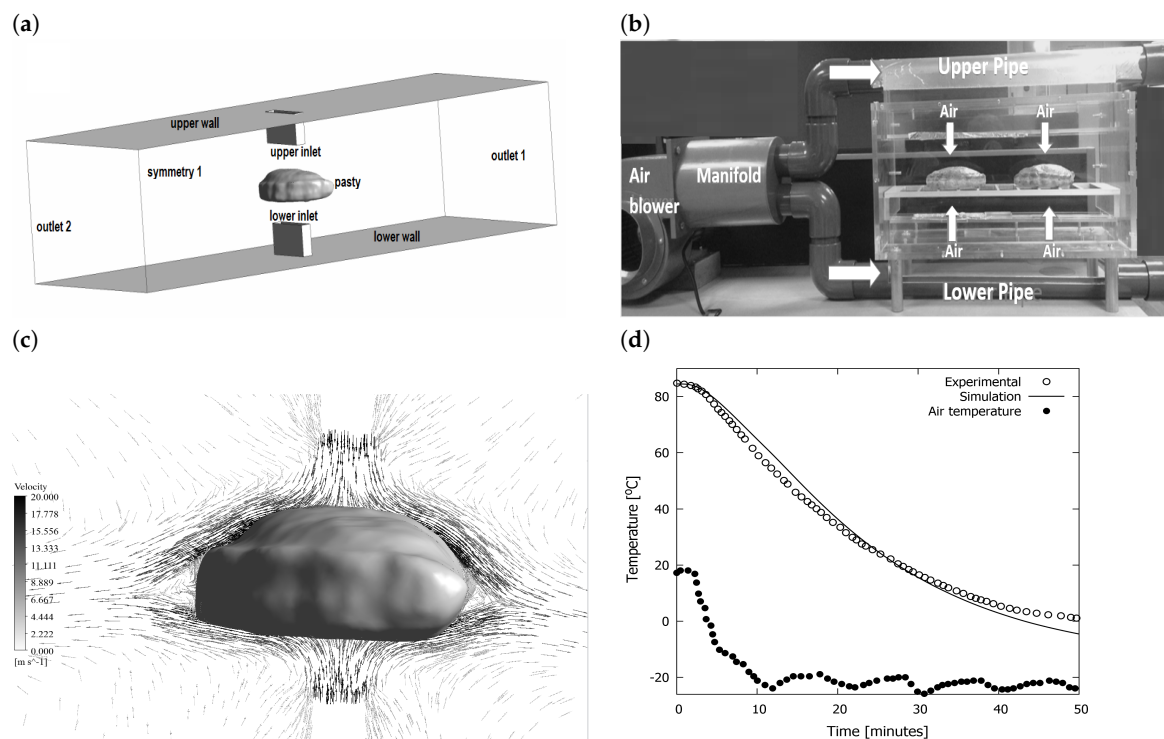 (a)
upper wall
upper inlet
symmetry 1
outlet 1
pasty
lower inlet
outlet 2
lower wall
(b)
Upper Pipe
Air
Air
Air
blower
Manifold
Air
Air
Lower Pipe
(c)
Velocity
20.000
17.778
15.556
13.333
11.111
8.889
6.667
4.444
2.222
0.000
[m s^-1]
(d)
Experimental
Simulation
Air temperature
Temperature [⁰C]
80
60
40
20
0
-20
0
10
20
30
40
50
Time [minutes]